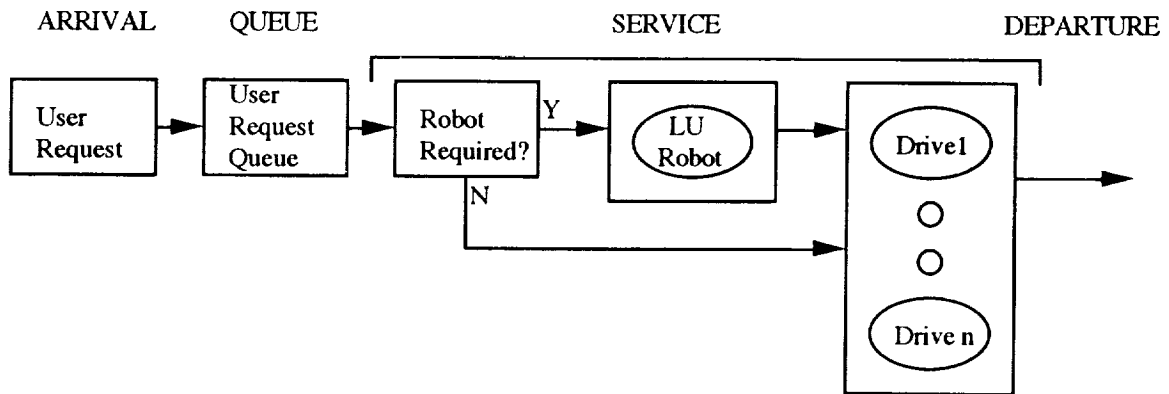 ARRIVAL
QUEUE
SERVICE
DEPARTURE
User
Request
User
Request
Queue
Robot
Required?
Y
N
LU
Robot
Drive1
Drive n